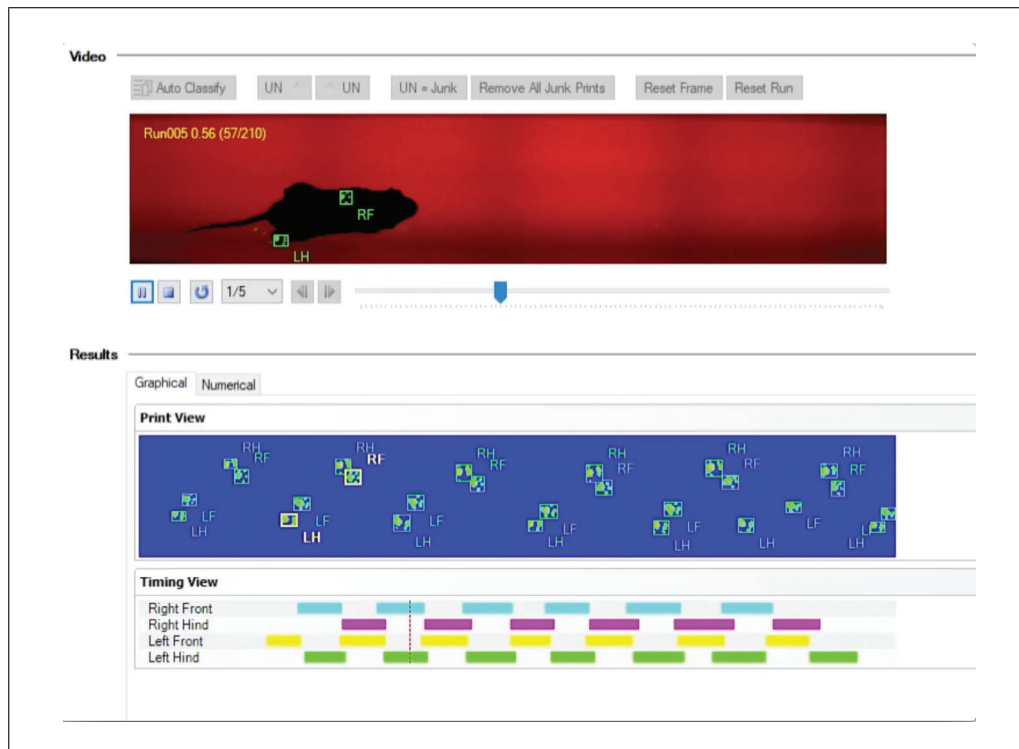 Video
Auto Classify UN UN UN = Junk Remove All Junk Prints Reset Frame Reset Run
Run005 0.56 (57/210)
RF
LH
1/5
Results
Graphical Numerical
Print View
RH RH RH RH RH RH
RF RF RF RF RF RF
LF LF LF LF LF LF
LH LH LH LH LH LH LH
Timing View
Right Front
Right Hind
Left Front
Left Hind